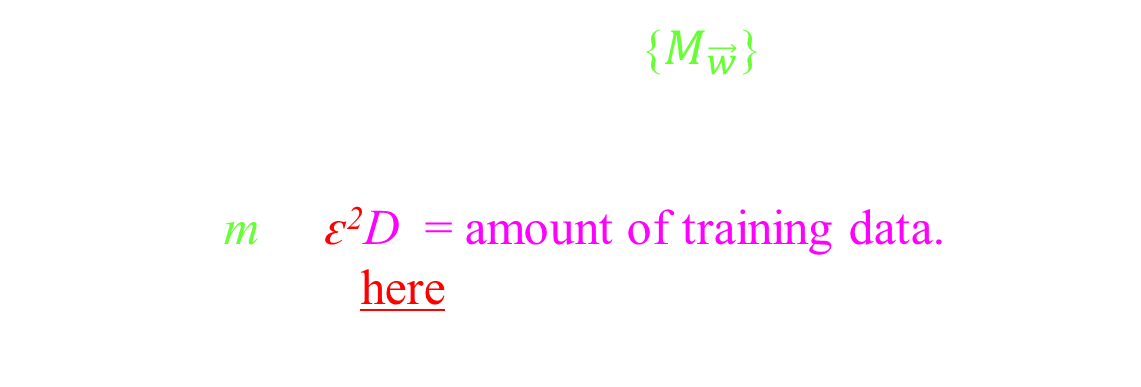 {M_w⃗}
m ε²D = amount of training data.
here